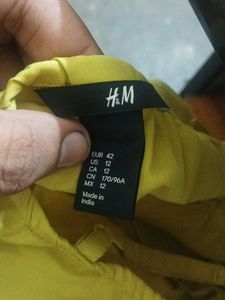 H&M
EUR 42
US 12
CA 12
CN 170/96A
MX 12
Made in
India